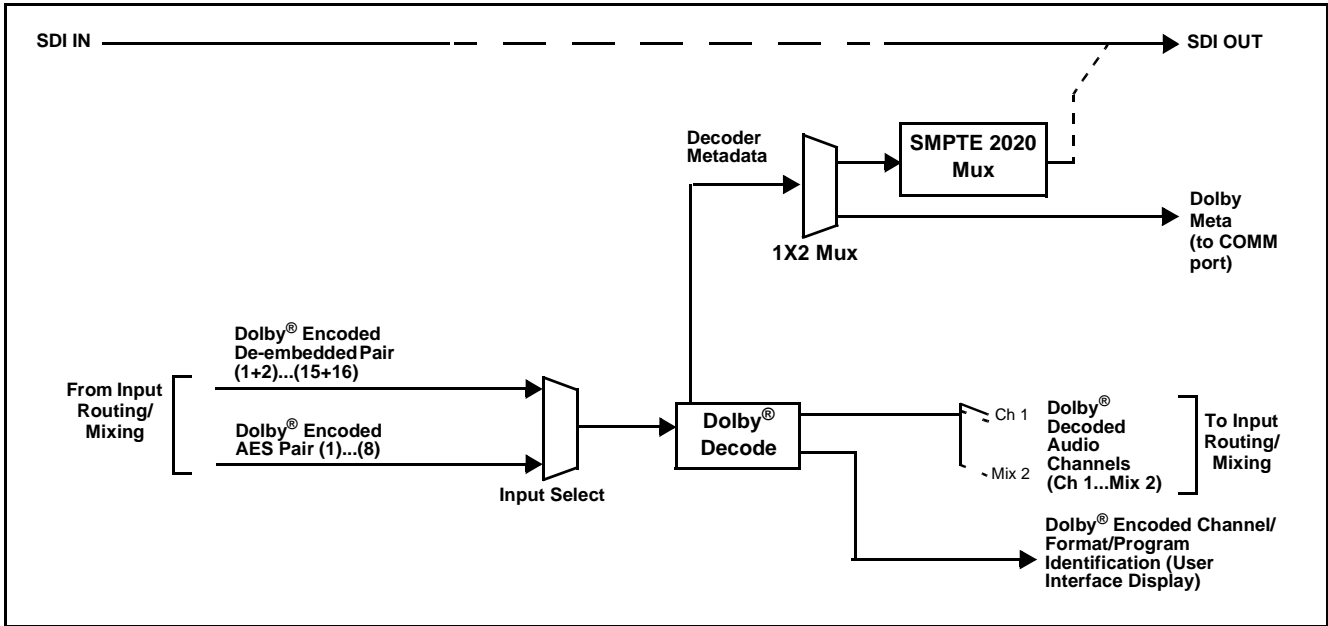 SDI IN
SDI OUT
Decoder
Metadata
SMPTE 2020
Mux
1X2 Mux
Dolby
Meta
(to COMM
port)
From Input
Routing/
Mixing
Dolby® Encoded
De-embedded Pair
(1+2)...(15+16)
Dolby® Encoded
AES Pair (1)...(8)
Input Select
Dolby®
Decode
Ch 1
Mix 2
Dolby®
Decoded
Audio
Channels
(Ch 1...Mix 2)
To Input
Routing/
Mixing
Dolby® Encoded Channel/
Format/Program
Identification (User
Interface Display)